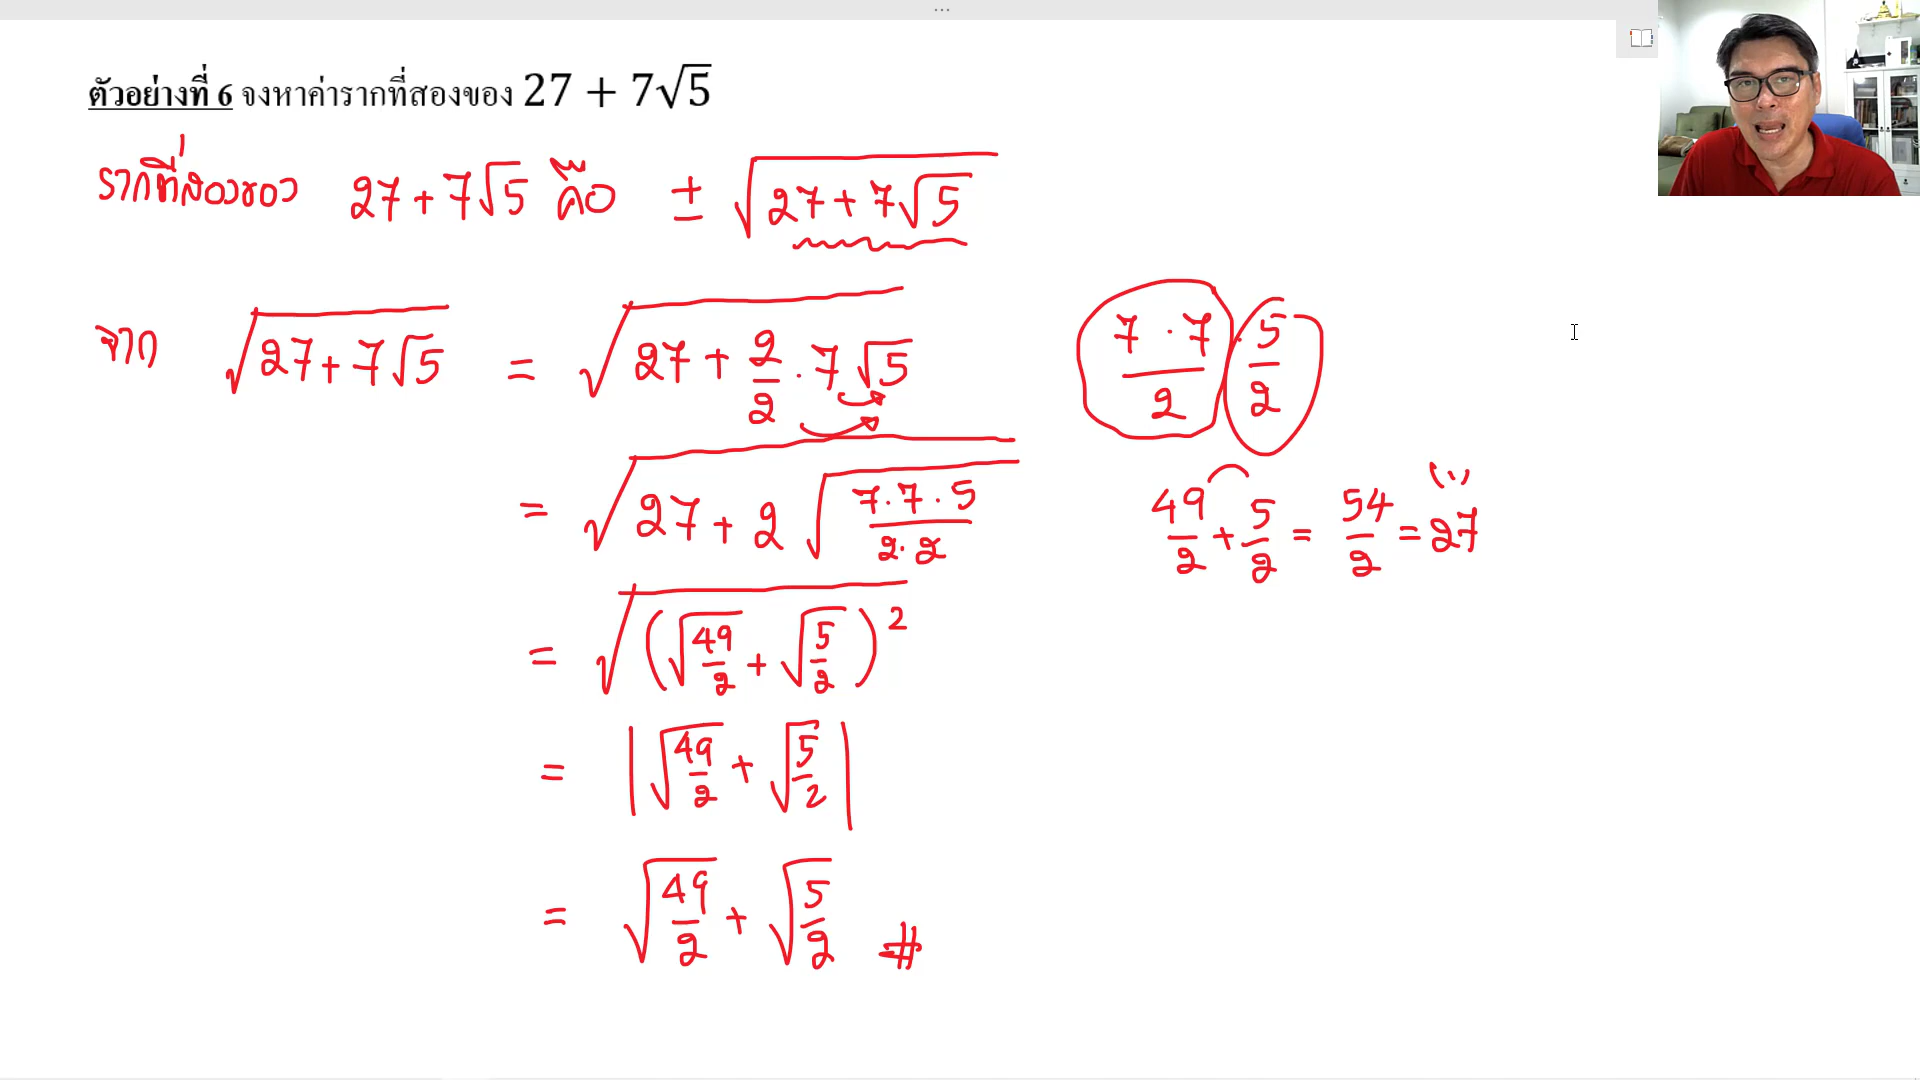 ตัวอย่างที่ 6 จงหาค่ารากที่สองของ 27 + 7√5
รากที่สองของ 27 + 7√5 คือ ± √(27 + 7√5)
จาก √(27 + 7√5) = √(27 + 2/2 · 7√5)
= √(27 + 2√(7·7·5/2·2))
= √((√(49/2) + √(5/2))²)
= |√(49/2) + √(5/2)|
= √(49/2) + √(5/2) #
7·7/2 · 5/2
49/2 + 5/2 = 54/2 = 27